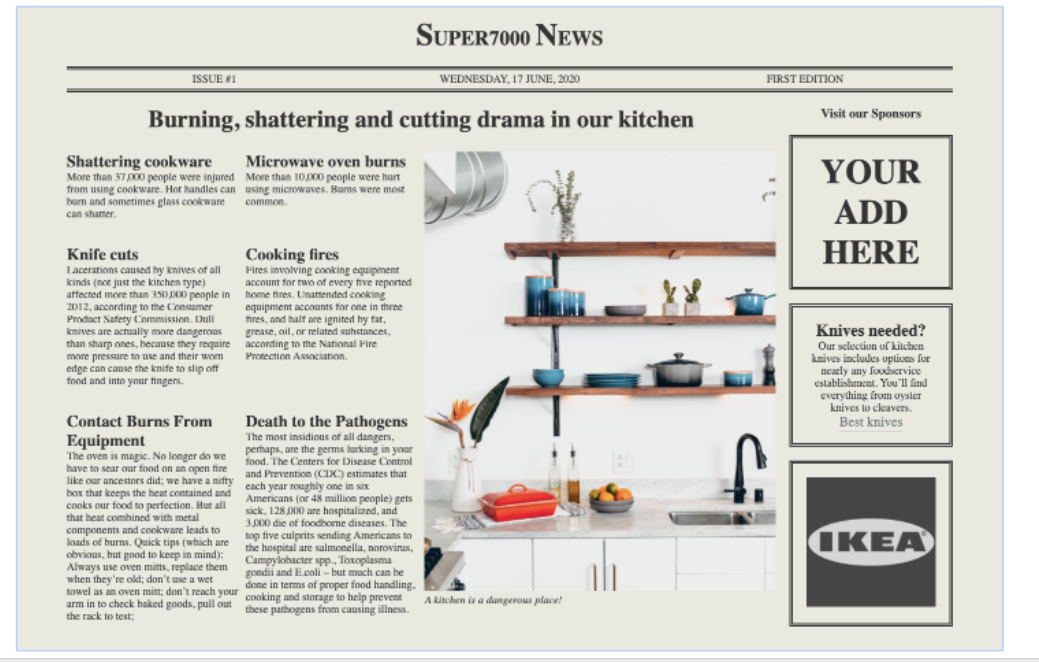 SUPER7000 NEWS
ISSUE #1
WEDNESDAY, 17 JUNE, 2020
FIRST EDITION
Burning, shattering and cutting drama in our kitchen
Shattering cookware
More than 37,000 people were injured
from using cookware. Hot handles can
burn and sometimes glass cookware
can shatter.
Microwave oven burns
More than 10,000 people were hurt
using microwaves. Burns were most
common.
Knife cuts
Lacerations caused by knives of all
kinds (not just the kitchen type)
affected more than 350,000 people in
2012, according to the Consumer
Product Safety Commission. Dull
knives are actually more dangerous
than sharp ones, because they require
more pressure to use and their worn
edge can cause the knife to slip off
food and into your fingers.
Cooking fires
Fires involving cooking equipment
account for two of every five reported
home fires. Unattended cooking
equipment accounts for one in three
fires, and half are ignited by fat,
grease, oil, or related substances,
according to the National Fire
Protection Association.
Contact Burns From
Equipment
The oven is magic. No longer do we
have to sear our food on an open fire
like our ancestors did; we have a nifty
box that keeps the heat contained and
cooks our food to perfection. But all
that heat combined with metal
components and cookware leads to
loads of burns. Quick tips (which are
obvious, but good to keep in mind):
Always use oven mitts, replace them
when they're old; don't use a wet
towel as an oven mitt; don't reach your
arm in to check baked goods, pull out
the rack to test;
Death to the Pathogens
The most insidious of all dangers,
perhaps, are the germs lurking in your
food. The Centers for Disease Control
and Prevention (CDC) estimates that
each year roughly one in six
Americans (or 48 million people) gets
sick, 128,000 are hospitalized, and
3,000 die of foodborne diseases. The
top five culprits sending Americans to
the hospital are salmonella, norovirus,
Campylobacter spp., Toxoplasma
gondii and E.coli – but much can be
done in terms of proper food handling,
cooking and storage to help prevent
these pathogens from causing illness.
A kitchen is a dangerous place!
Visit our Sponsors
YOUR
ADD
HERE
Knives needed?
Our selection of kitchen
knives includes options for
nearly any foodservice
establishment. You'll find
everything from oyster
knives to cleavers.
Best knives
IKEA